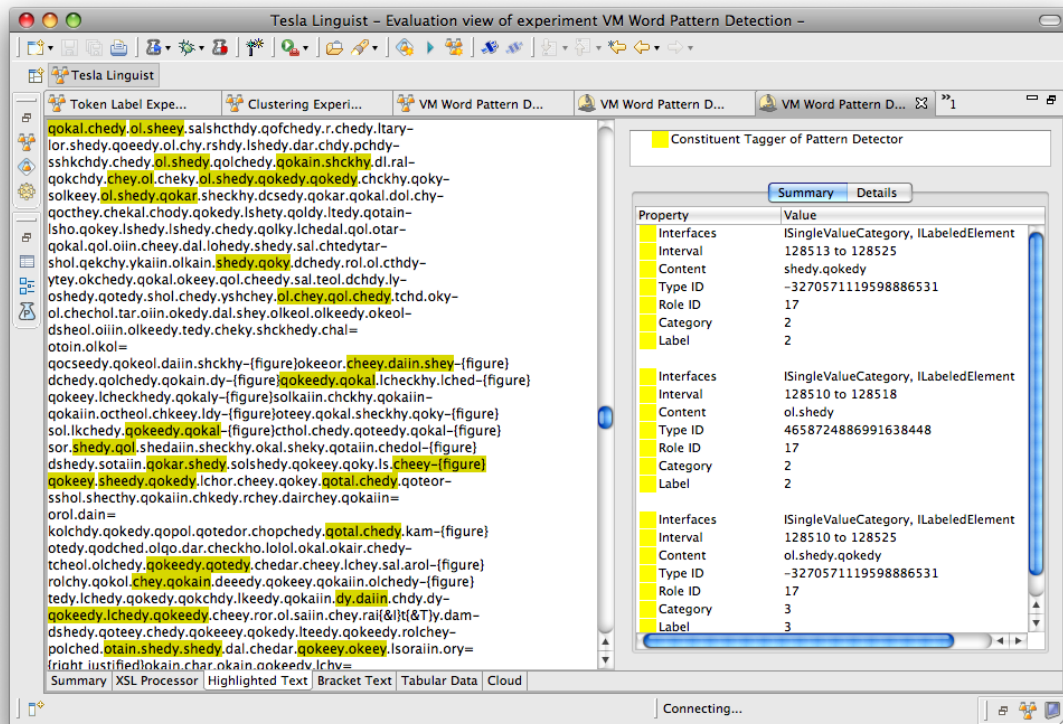 Tesla Linguist – Evaluation view of experiment VM Word Pattern Detection –
Tesla Linguist
Token Label Expe... Clustering Experi... VM Word Pattern D... VM Word Pattern D... VM Word Pattern D... »1
qokal.chedy.ol.sheey.salshcthdy.qofchedy.r.chedy.ltary-
lor.shedy.qoeedy.ol.chy.rshdy.lshedy.dar.chdy.pchdy-
sshkchdy.chedy.ol.shedy.qolchedy.qokain.shckhy.dl.ral-
qokchdy.chey.ol.cheky.ol.shedy.qokedy.qokedy.chckhy.qoky-
solkeey.ol.shedy.qokar.sheckhy.dcsedy.qokar.qokal.dol.chy-
qocthey.chekal.chody.qokedy.lshety.qoldy.ltedy.qotain-
lsho.qokey.lshedy.lshedy.chedy.qolky.lchedal.qol.otar-
qokal.qol.oiin.cheey.dal.lohedy.shedy.sal.chtedytar-
shol.qekchy.ykaiin.olkain.shedy.qoky.dchedy.rol.ol.cthdy-
ytey.okchedy.qokal.okeey.qol.cheedy.sal.teol.dchdy.ly-
oshedy.qotedy.shol.chedy.yshchey.ol.chey.qol.chedy.tchd.oky-
ol.chechol.tar.oiin.okedy.dal.shey.olkeol.olkeedy.okeol-
dsheol.oiiin.olkeedy.tedy.cheky.shckhedy.chal=
otoin.olkol=
qocseedy.qokeol.daiin.shckhy-{figure}okeeor.cheey.daiin.shey-{figure}
dchedy.qolchedy.qokain.dy-{figure}qokeedy.qokal.lcheckhy.lched-{figure}
qokeey.lcheckhedy.qokaly-{figure}solkaiin.chckhy.qokaiin-
qokaiin.octheol.chkeey.ldy-{figure}oteey.qokal.sheckhy.qoky-{figure}
sol.lkchedy.qokeedy.qokal-{figure}cthol.chedy.qoteedy.qokal-{figure}
sor.shedy.qol.shedaiin.sheckhy.okal.sheky.qotaiin.chedol-{figure}
dshedy.sotaiin.qokar.shedy.solshedy.qokeey.qoky.ls.cheey-{figure}
qokeey.sheedy.qokedy.lchor.cheey.qokey.qotal.chedy.qoteor-
sshol.shecthy.qokaiin.chkedy.rchey.dairchey.qokaiin=
orol.dain=
kolchdy.qokedy.qopol.qotedor.chopchedy.qotal.chedy.kam-{figure}
otedy.qodched.olqo.dar.checkho.lolol.okal.okair.chedy-
tcheol.olchedy.qokeedy.qotedy.chedar.cheey.lchey.sal.arol-{figure}
rolchy.qokol.chey.qokain.deeedy.qokeey.qokaiin.olchedy-{figure}
tedy.lchedy.qokedy.qokchdy.lkeedy.qokaiin.dy.daiin.chdy.dy-
qokeedy.lchedy.qokeedy.cheey.ror.ol.saiin.chey.rai{&I}t{&T}y.dam-
dshedy.qoteey.chedy.qokeeey.qokedy.lteedy.qokeedy.rolchey-
polched.otain.shedy.shedy.dal.chedar.qokeey.okeey.lsoraiin.ory=
{right justified}okain.char.okain.qokeedy.lchy=
Summary XSL Processor Highlighted Text Bracket Text Tabular Data Cloud
Constituent Tagger of Pattern Detector
Summary Details
Property Value
Interfaces ISingleValueCategory, ILabeledElement
Interval 128513 to 128525
Content shedy.qokedy
Type ID -3270571119598886531
Role ID 17
Category 2
Label 2
Interfaces ISingleValueCategory, ILabeledElement
Interval 128510 to 128518
Content ol.shedy
Type ID 4658724886991638448
Role ID 17
Category 2
Label 2
Interfaces ISingleValueCategory, ILabeledElement
Interval 128510 to 128525
Content ol.shedy.qokedy
Type ID -3270571119598886531
Role ID 17
Category 3
Label 3
Connecting...